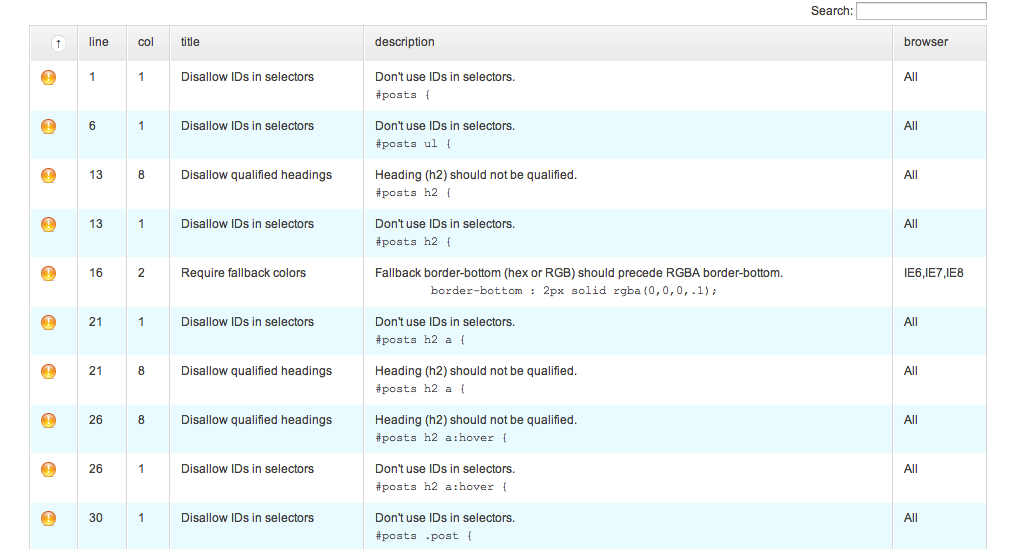 Search:
↑ line col title description browser
1 1 Disallow IDs in selectors Don't use IDs in selectors. All
#posts {
6 1 Disallow IDs in selectors Don't use IDs in selectors. All
#posts ul {
13 8 Disallow qualified headings Heading (h2) should not be qualified. All
#posts h2 {
13 1 Disallow IDs in selectors Don't use IDs in selectors. All
#posts h2 {
16 2 Require fallback colors Fallback border-bottom (hex or RGB) should precede RGBA border-bottom. IE6,IE7,IE8
border-bottom : 2px solid rgba(0,0,0,.1);
21 1 Disallow IDs in selectors Don't use IDs in selectors. All
#posts h2 a {
21 8 Disallow qualified headings Heading (h2) should not be qualified. All
#posts h2 a {
26 8 Disallow qualified headings Heading (h2) should not be qualified. All
#posts h2 a:hover {
26 1 Disallow IDs in selectors Don't use IDs in selectors. All
#posts h2 a:hover {
30 1 Disallow IDs in selectors Don't use IDs in selectors. All
#posts .post {